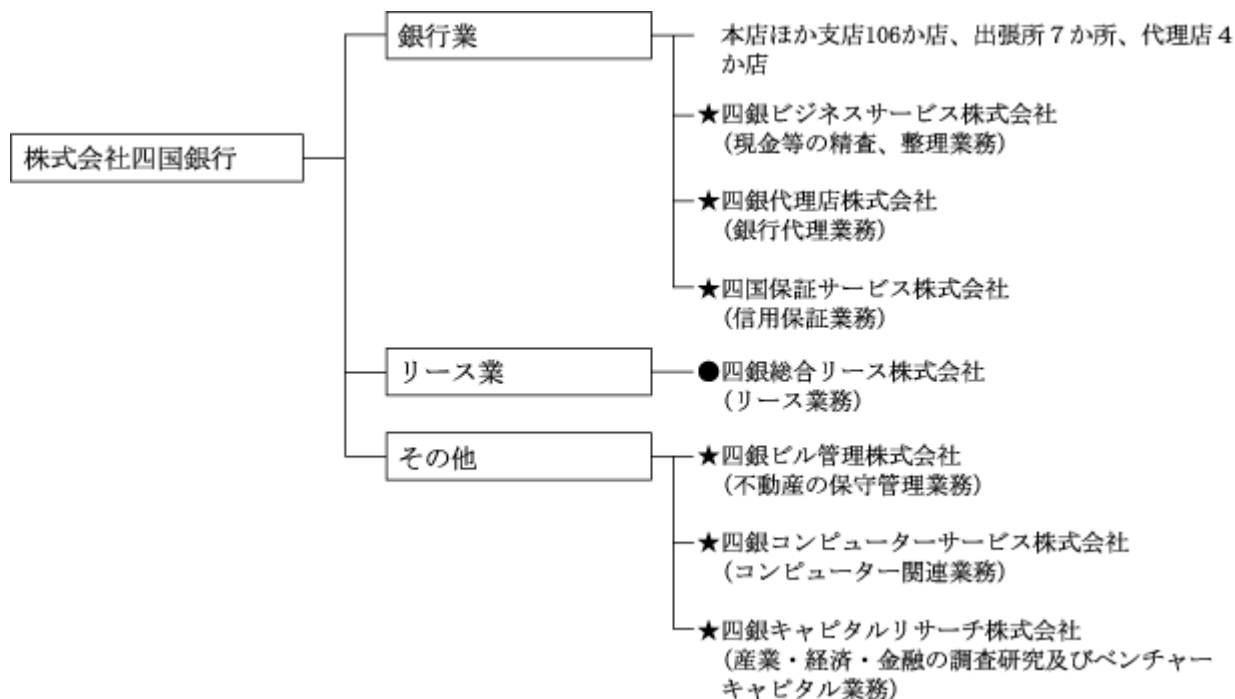 株式会社四国銀行
銀行業
本店ほか支店106か店、出張所７か所、代理店４
か店
★四銀ビジネスサービス株式会社
（現金等の精査、整理業務）
★四銀代理店株式会社
（銀行代理業務）
★四国保証サービス株式会社
（信用保証業務）
リース業
●四銀総合リース株式会社
（リース業務）
その他
★四銀ビル管理株式会社
（不動産の保守管理業務）
★四銀コンピューターサービス株式会社
（コンピューター関連業務）
★四銀キャピタルリサーチ株式会社
（産業・経済・金融の調査研究及びベンチャー
キャピタル業務）